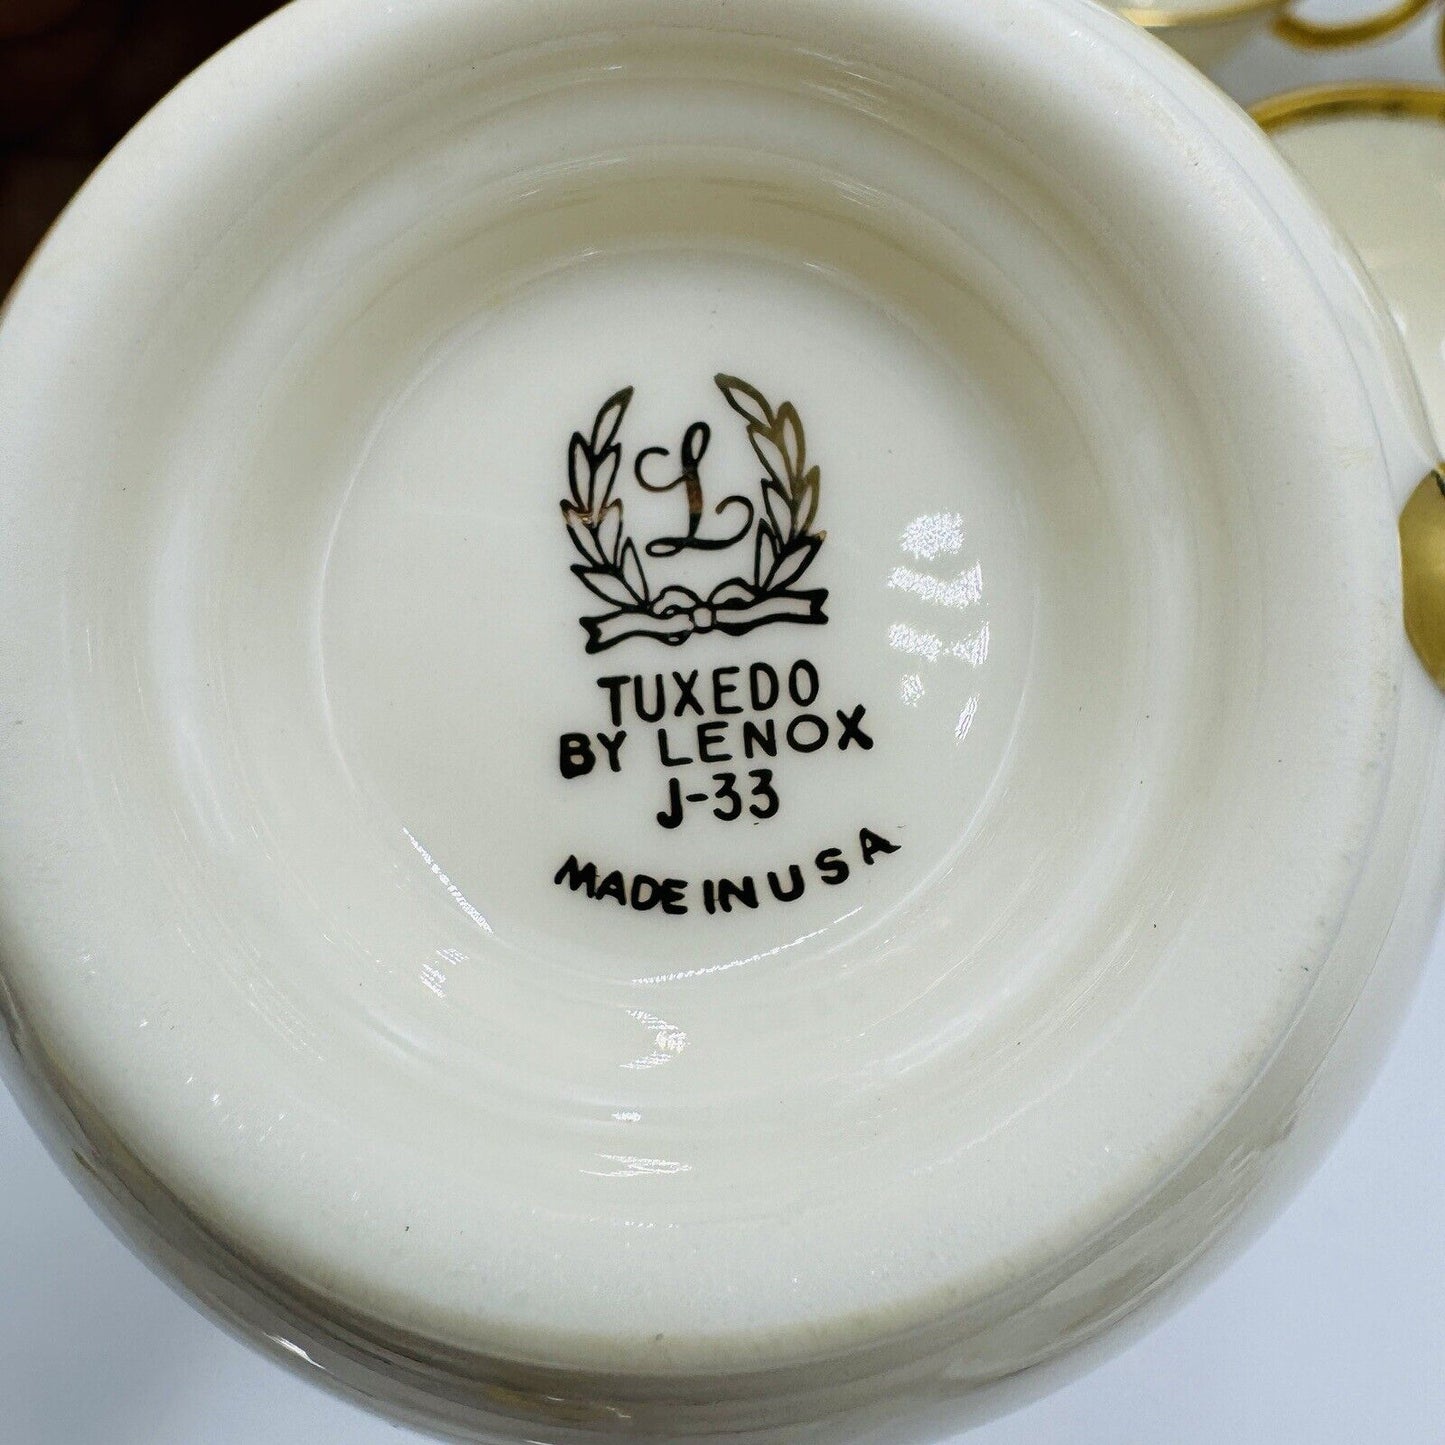 L
TUXEDO
BY LENOX
J-33
MADE IN USA